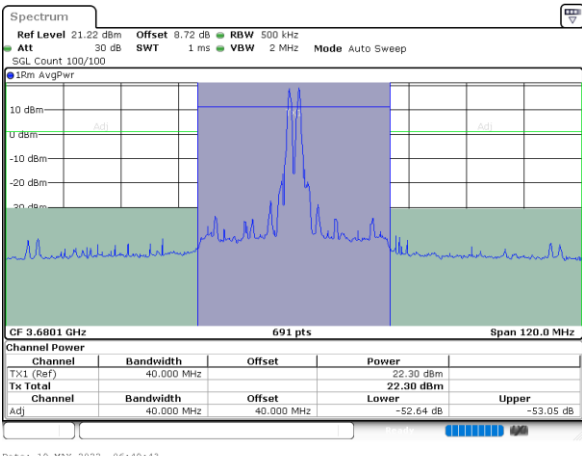 Spectrum
Ref Level 21.22 dBm Offset 8.72 dB RBW 500 kHz
Att 30 dB SWT 1 ms VBW 2 MHz Mode Auto Sweep
SGL Count 100/100
1Rm AvgPwr
10 dBm
Adj Adj
0 dBm
-10 dBm
-20 dBm
-30 dBm
CF 3.6801 GHz 691 pts Span 120.0 MHz
Channel Power
Channel Bandwidth Offset Power
TX1 (Ref) 40.000 MHz 22.30 dBm
Tx Total 22.30 dBm
Channel Bandwidth Offset Lower Upper
Adj 40.000 MHz 40.000 MHz -52.64 dB -53.05 dB